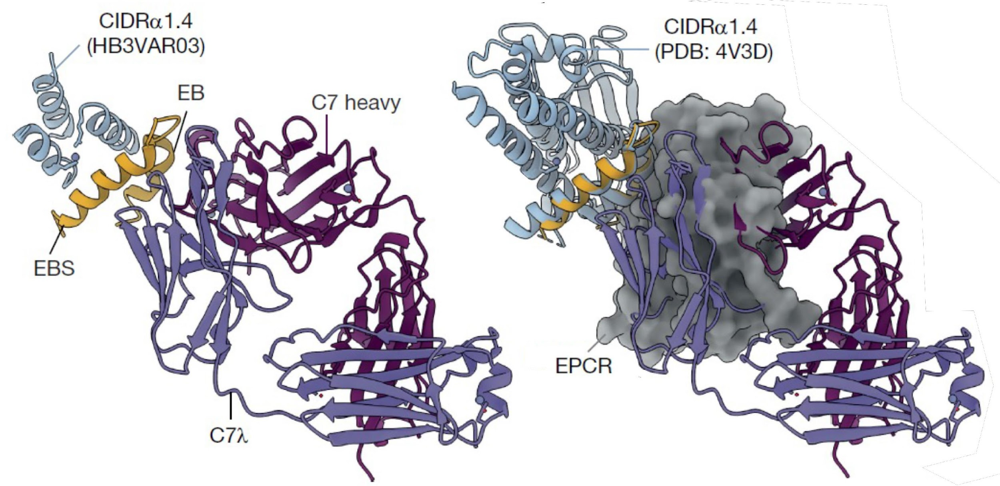 CIDRα1.4
(HB3VAR03)
EB
C7 heavy
EBS
C7λ
CIDRα1.4
(PDB: 4V3D)
EPCR